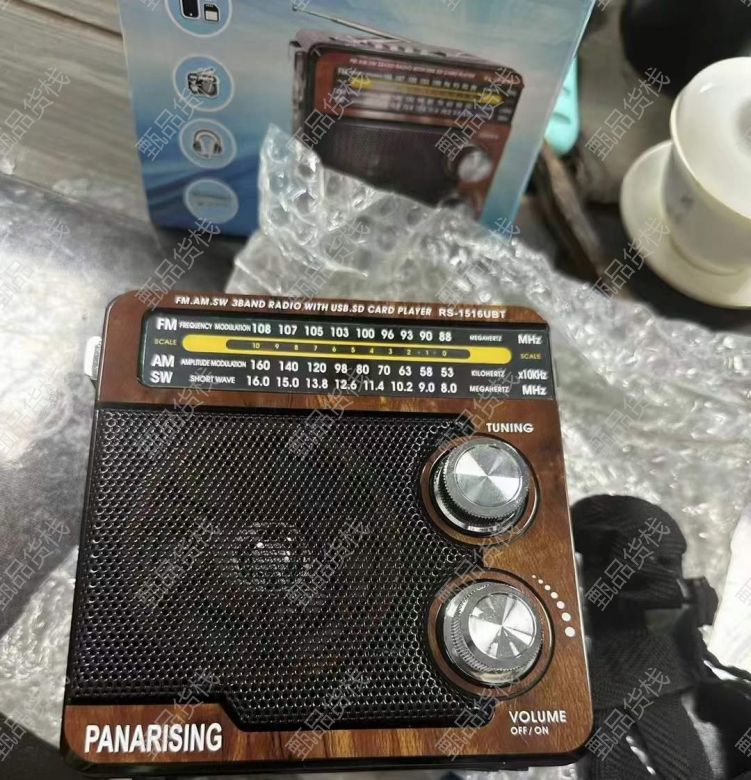 FM.AM.SW 3BAND RADIO WITH USB.SD CARD PLAYER RS-1516UBT
FM FREQUENCY MODULATION 108 107 105 103 100 96 93 90 88 MEGAHERTZ MHz
SCALE 10 9 8 7 6 5 4 3 2 1 0 SCALE
AM AMPLITUDE MODULATION 160 140 120 98 80 70 63 58 53 KILOHERTZ x10KHz
SW SHORT WAVE 16.0 15.0 13.8 12.6 11.4 10.2 9.0 8.0 MEGAHERTZ MHz
TUNING
VOLUME
OFF / ON
PANARISING
甄品货栈